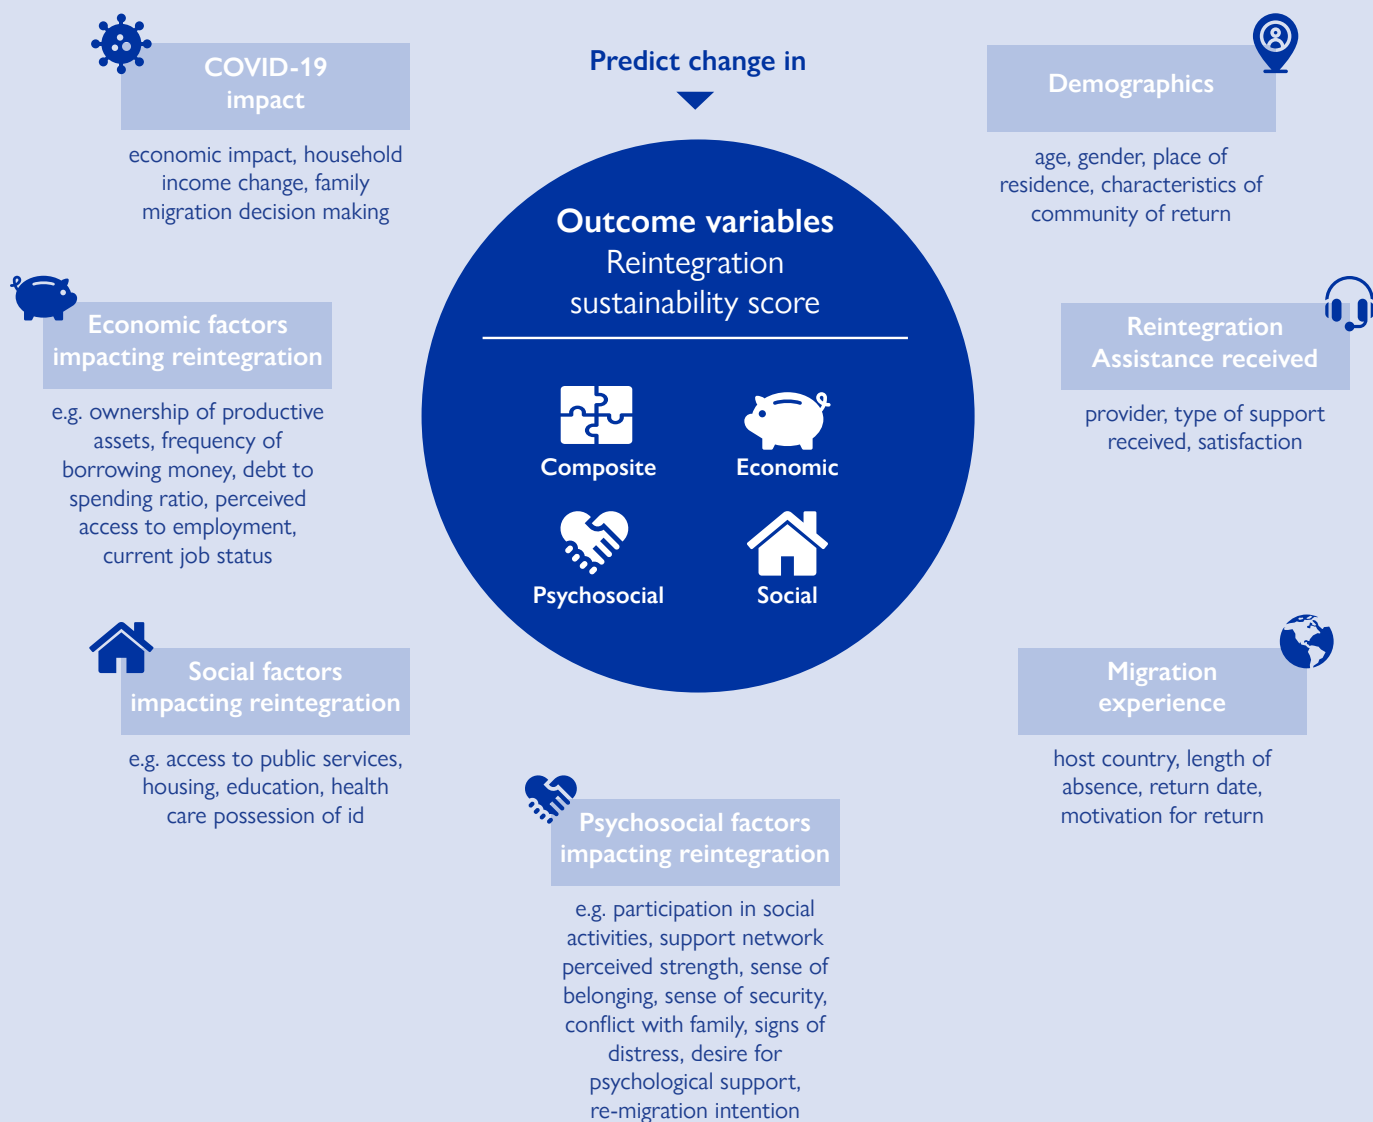 COVID-19
impact
economic impact, household
income change, family
migration decision making
Predict change in
Demographics
age, gender, place of
residence, characteristics of
community of return
Outcome variables
Reintegration
sustainability score
Composite
Economic
Psychosocial
Social
Economic factors
impacting reintegration
e.g. ownership of productive
assets, frequency of
borrowing money, debt to
spending ratio, perceived
access to employment,
current job status
Reintegration
Assistance received
provider, type of support
received, satisfaction
Social factors
impacting reintegration
e.g. access to public services,
housing, education, health
care possession of id
Migration
experience
host country, length of
absence, return date,
motivation for return
Psychosocial factors
impacting reintegration
e.g. participation in social
activities, support network
perceived strength, sense of
belonging, sense of security,
conflict with family, signs of
distress, desire for
psychological support,
re-migration intention